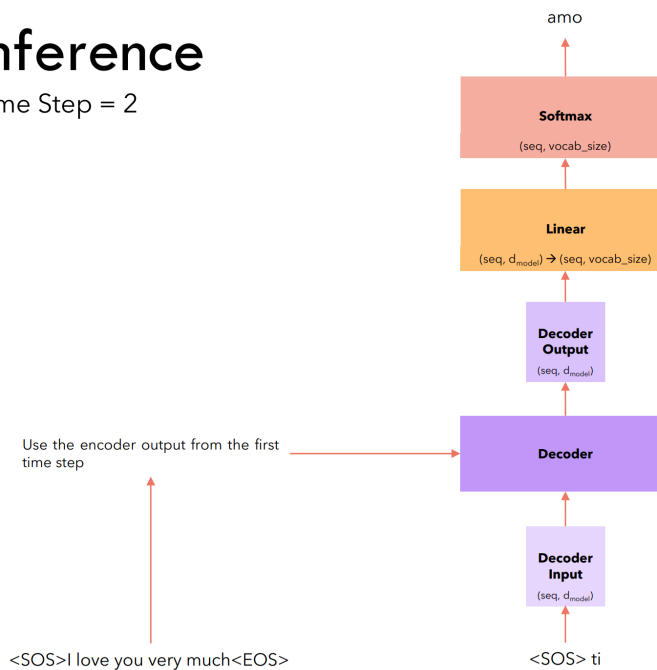 nference
me Step = 2
amo
Softmax
(seq, vocab_size)
Linear
(seq, dmodel) → (seq, vocab_size)
Decoder
Output
(seq, dmodel)
Use the encoder output from the first
time step
Decoder
Decoder
Input
(seq, dmodel)
<SOS>I love you very much<EOS>
<SOS> ti